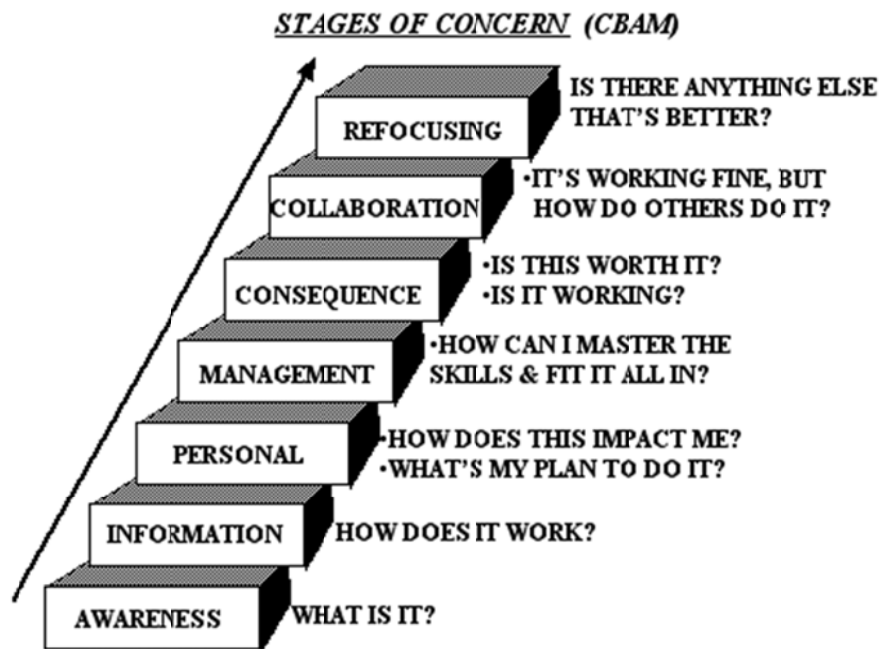 STAGES OF CONCERN (CBAM)
REFOCUSING
IS THERE ANYTHING ELSE
THAT'S BETTER?
COLLABORATION
•IT'S WORKING FINE, BUT
HOW DO OTHERS DO IT?
CONSEQUENCE
•IS THIS WORTH IT?
•IS IT WORKING?
MANAGEMENT
•HOW CAN I MASTER THE
SKILLS & FIT IT ALL IN?
PERSONAL
•HOW DOES THIS IMPACT ME?
•WHAT'S MY PLAN TO DO IT?
INFORMATION
HOW DOES IT WORK?
AWARENESS
WHAT IS IT?